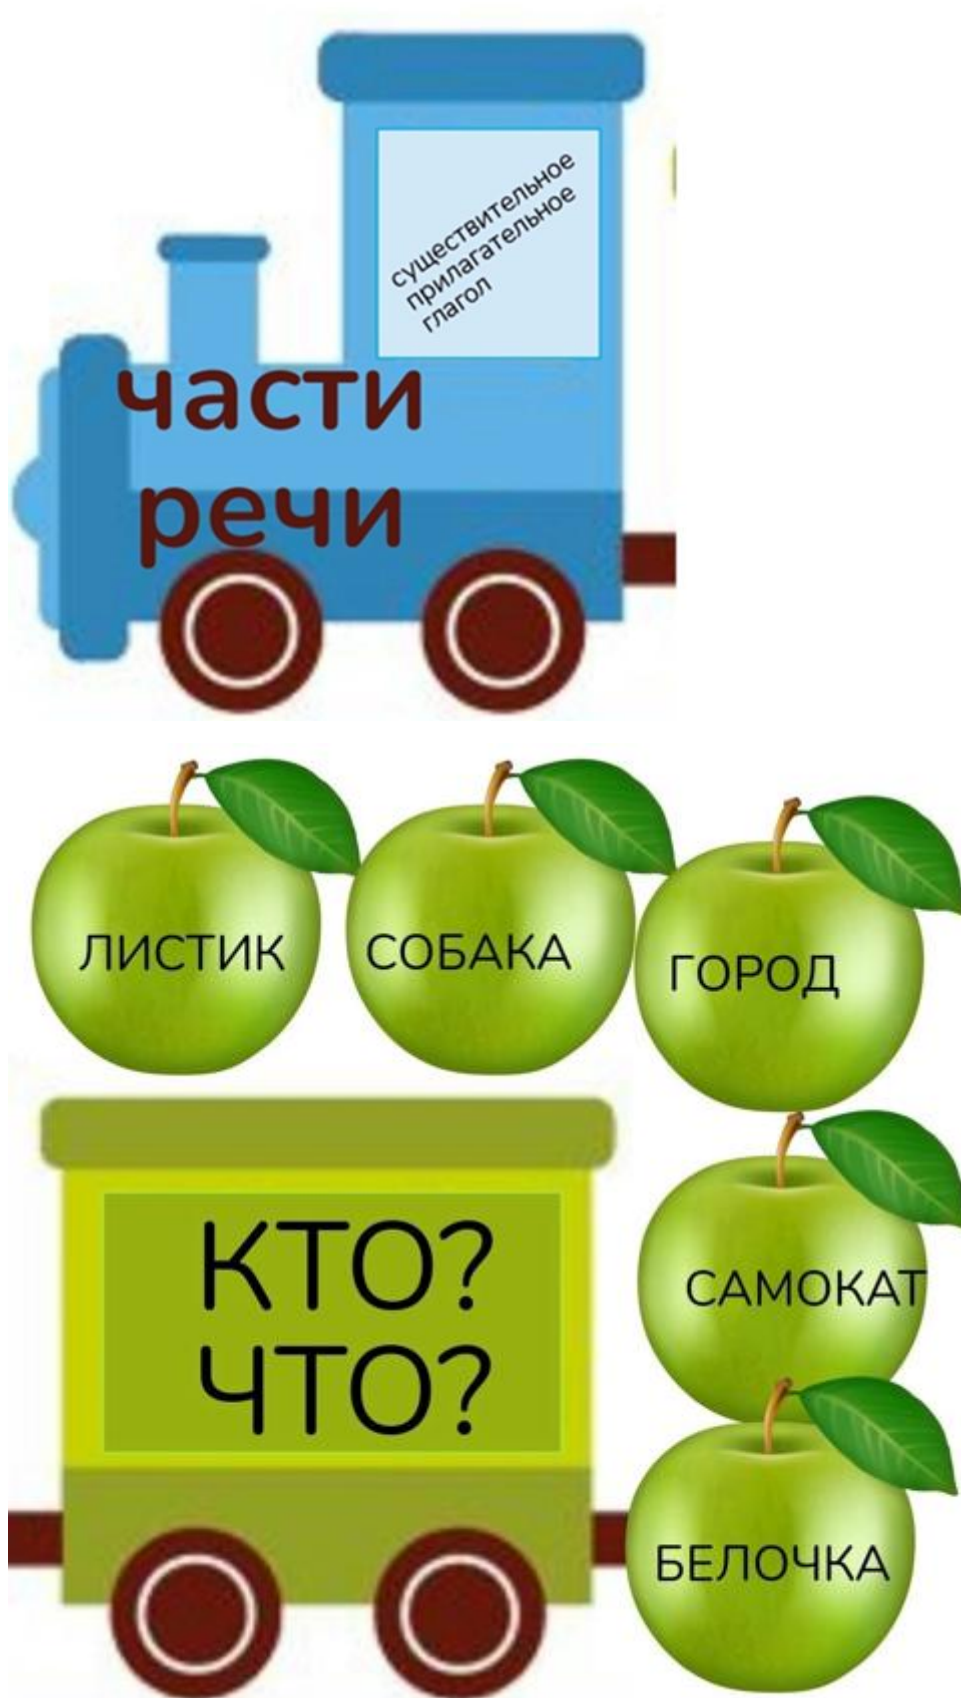 существительное
прилагательное
глагол
части
речи
ЛИСТИК
СОБАКА
ГОРОД
КТО?
ЧТО?
САМОКАТ
БЕЛОЧКА